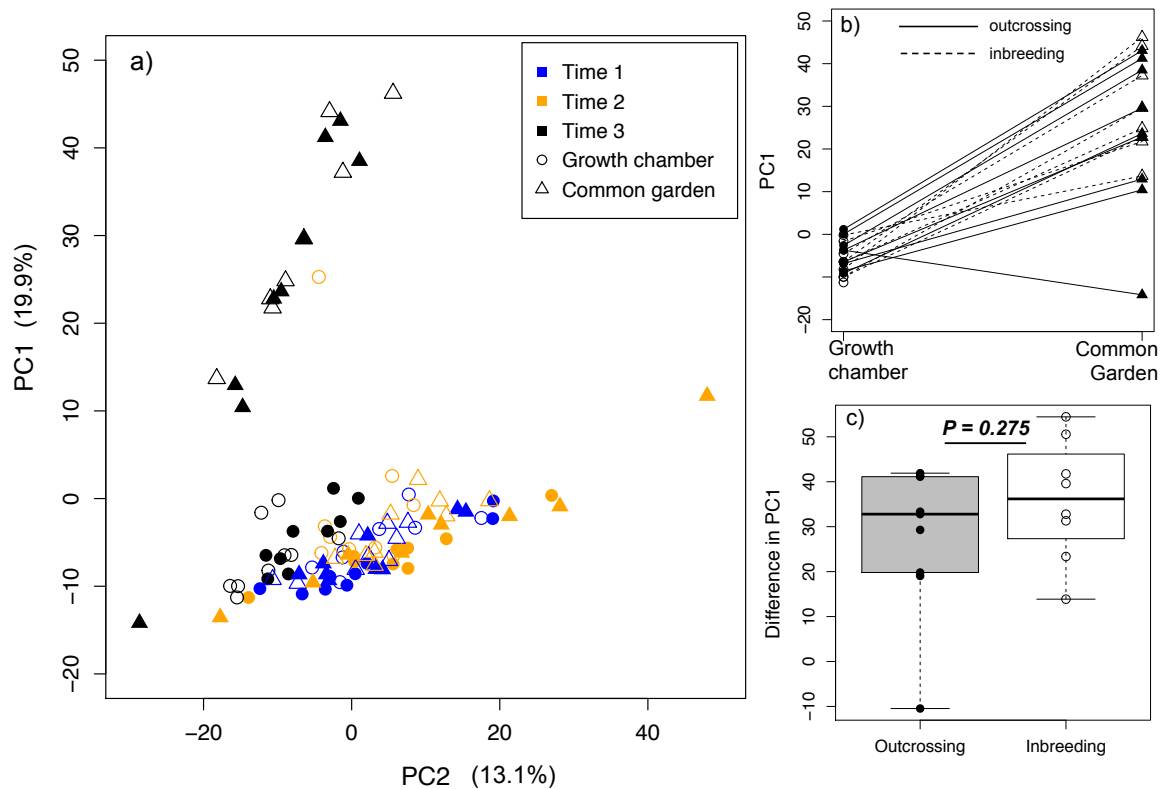 a)
Time 1
Time 2
Time 3
Growth chamber
Common garden
PC1 (19.9%)
50
40
30
20
10
0
−10
−20
−20
0
20
40
PC2 (13.1%)
b)
outcrossing
inbreeding
PC1
50
40
30
20
10
0
−20
Growth
chamber
Common
Garden
c)
P = 0.275
Difference in PC1
50
40
30
20
10
0
−10
Outcrossing
Inbreeding